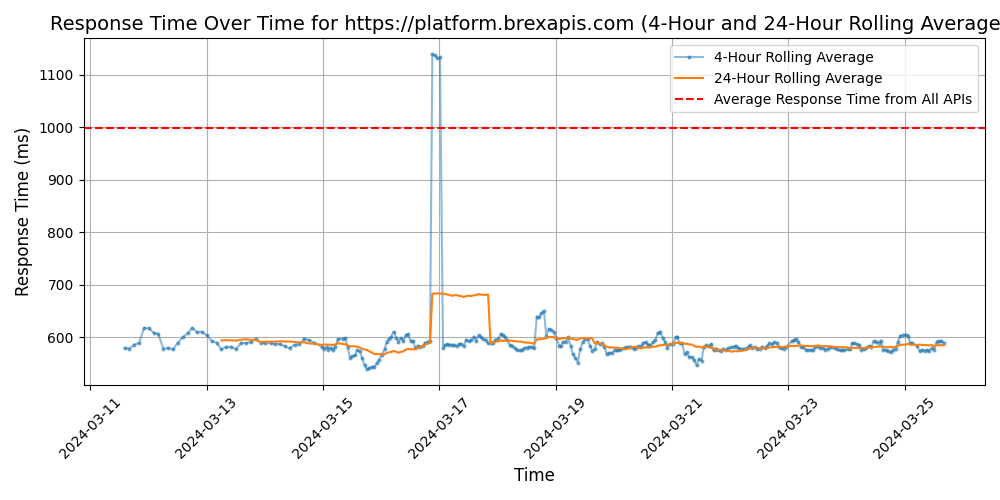 Response Time Over Time for https://platform.brexapis.com (4-Hour and 24-Hour Rolling Average
4-Hour Rolling Average
24-Hour Rolling Average
Average Response Time from All APIs
Response Time (ms)
1100
1000
900
800
700
600
2024-03-11
2024-03-13
2024-03-15
2024-03-17
2024-03-19
2024-03-21
2024-03-23
2024-03-25
Time